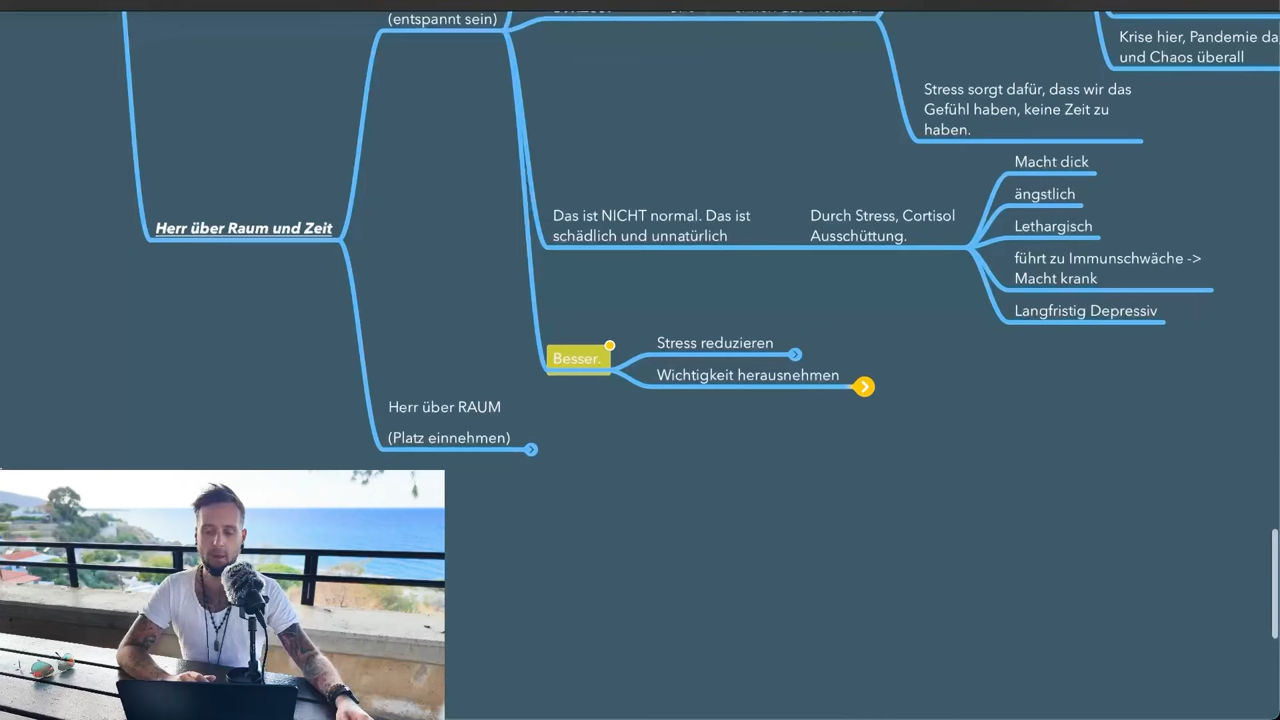 (entspannt sein)
Krise hier, Pandemie da
und Chaos überall
Stress sorgt dafür, dass wir das
Gefühl haben, keine Zeit zu
haben.
Herr über Raum und Zeit
Das ist NICHT normal. Das ist
schädlich und unnatürlich
Durch Stress, Cortisol
Ausschüttung.
Macht dick
ängstlich
Lethargisch
führt zu Immunschwäche ->
Macht krank
Langfristig Depressiv
Besser.
Stress reduzieren
Wichtigkeit herausnehmen
Herr über RAUM
(Platz einnehmen)